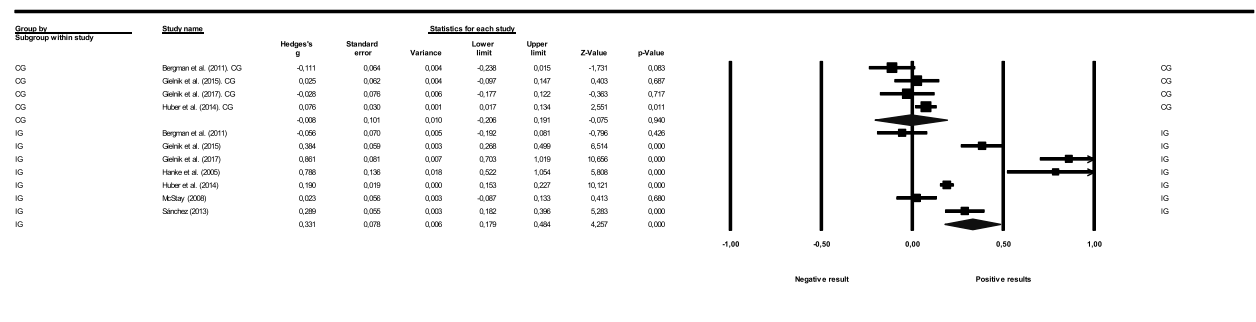 Group by
Subgroup within study
Study name
Statistics for each study
Hedges's g
Standard error
Variance
Lower limit
Upper limit
Z-Value
p-Value
CG Bergman et al. (2011). CG -0,111 0,064 0,004 -0,238 0,015 -1,731 0,083 CG
CG Gielnik et al. (2015). CG 0,025 0,062 0,004 -0,097 0,147 0,403 0,687 CG
CG Gielnik et al. (2017). CG -0,028 0,076 0,006 -0,177 0,122 -0,363 0,717 CG
CG Huber et al. (2014). CG 0,076 0,030 0,001 0,017 0,134 2,551 0,011 CG
CG -0,008 0,101 0,010 -0,206 0,191 -0,075 0,940
IG Bergman et al. (2011) -0,056 0,070 0,005 -0,192 0,081 -0,796 0,426 IG
IG Gielnik et al. (2015) 0,384 0,059 0,003 0,268 0,499 6,514 0,000 IG
IG Gielnik et al. (2017) 0,861 0,081 0,007 0,703 1,019 10,656 0,000 IG
IG Hanke et al. (2005) 0,788 0,136 0,018 0,522 1,054 5,808 0,000 IG
IG Huber et al. (2014) 0,190 0,019 0,000 0,153 0,227 10,121 0,000 IG
IG McStay (2008) 0,023 0,056 0,003 -0,087 0,133 0,413 0,680 IG
IG Sánchez (2013) 0,289 0,055 0,003 0,182 0,396 5,283 0,000 IG
IG 0,331 0,078 0,006 0,179 0,484 4,257 0,000
-1,00 -0,50 0,00 0,50 1,00
Negative result Positive results